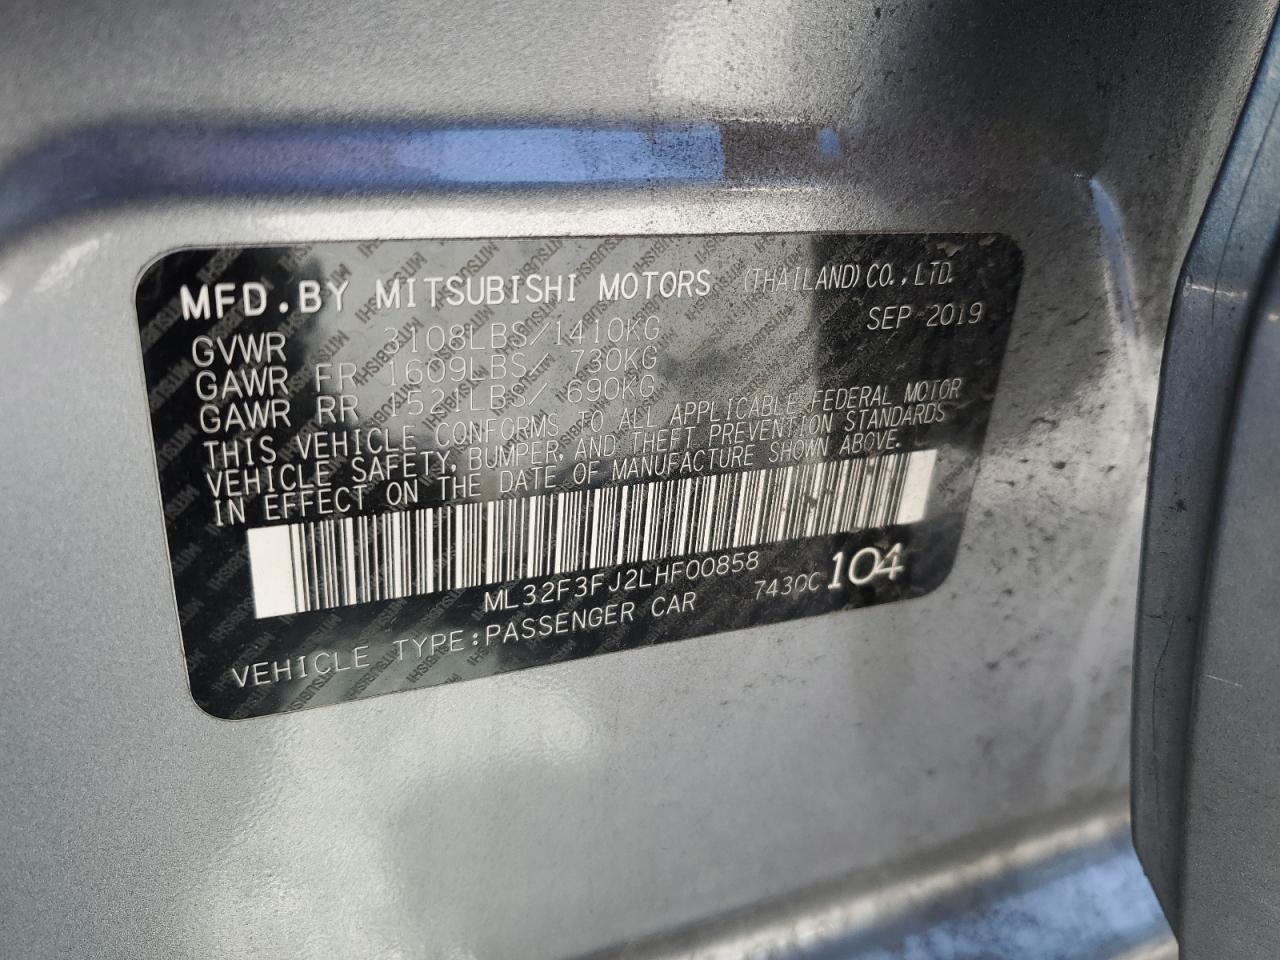 MFD.BY MITSUBISHI MOTORS (THAILAND)CO.,LTD.
SEP 2019
GVWR 3108LBS/1410KG
GAWR FR 1609LBS/ 730KG
GAWR RR 1521LBS/ 690KG
THIS VEHICLE CONFORMS TO ALL APPLICABLE FEDERAL MOTOR
VEHICLE SAFETY, BUMPER, AND THEFT PREVENTION STANDARDS
IN EFFECT ON THE DATE OF MANUFACTURE SHOWN ABOVE.
ML32F3FJ2LHF00858
VEHICLE TYPE:PASSENGER CAR 7430C 104